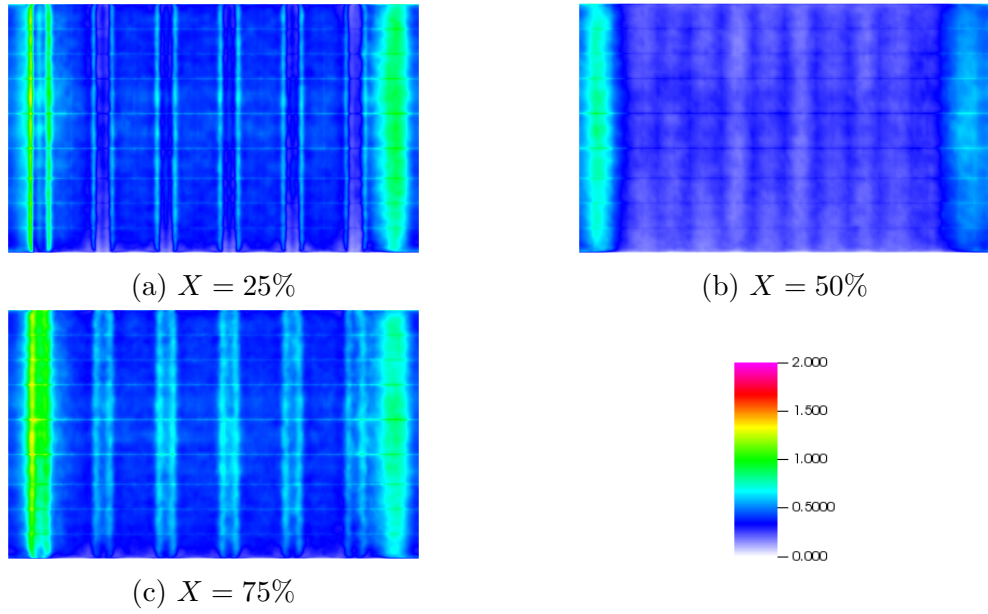 (a) X = 25%
(b) X = 50%
(c) X = 75%
2.000
1.500
1.000
0.5000
0.000